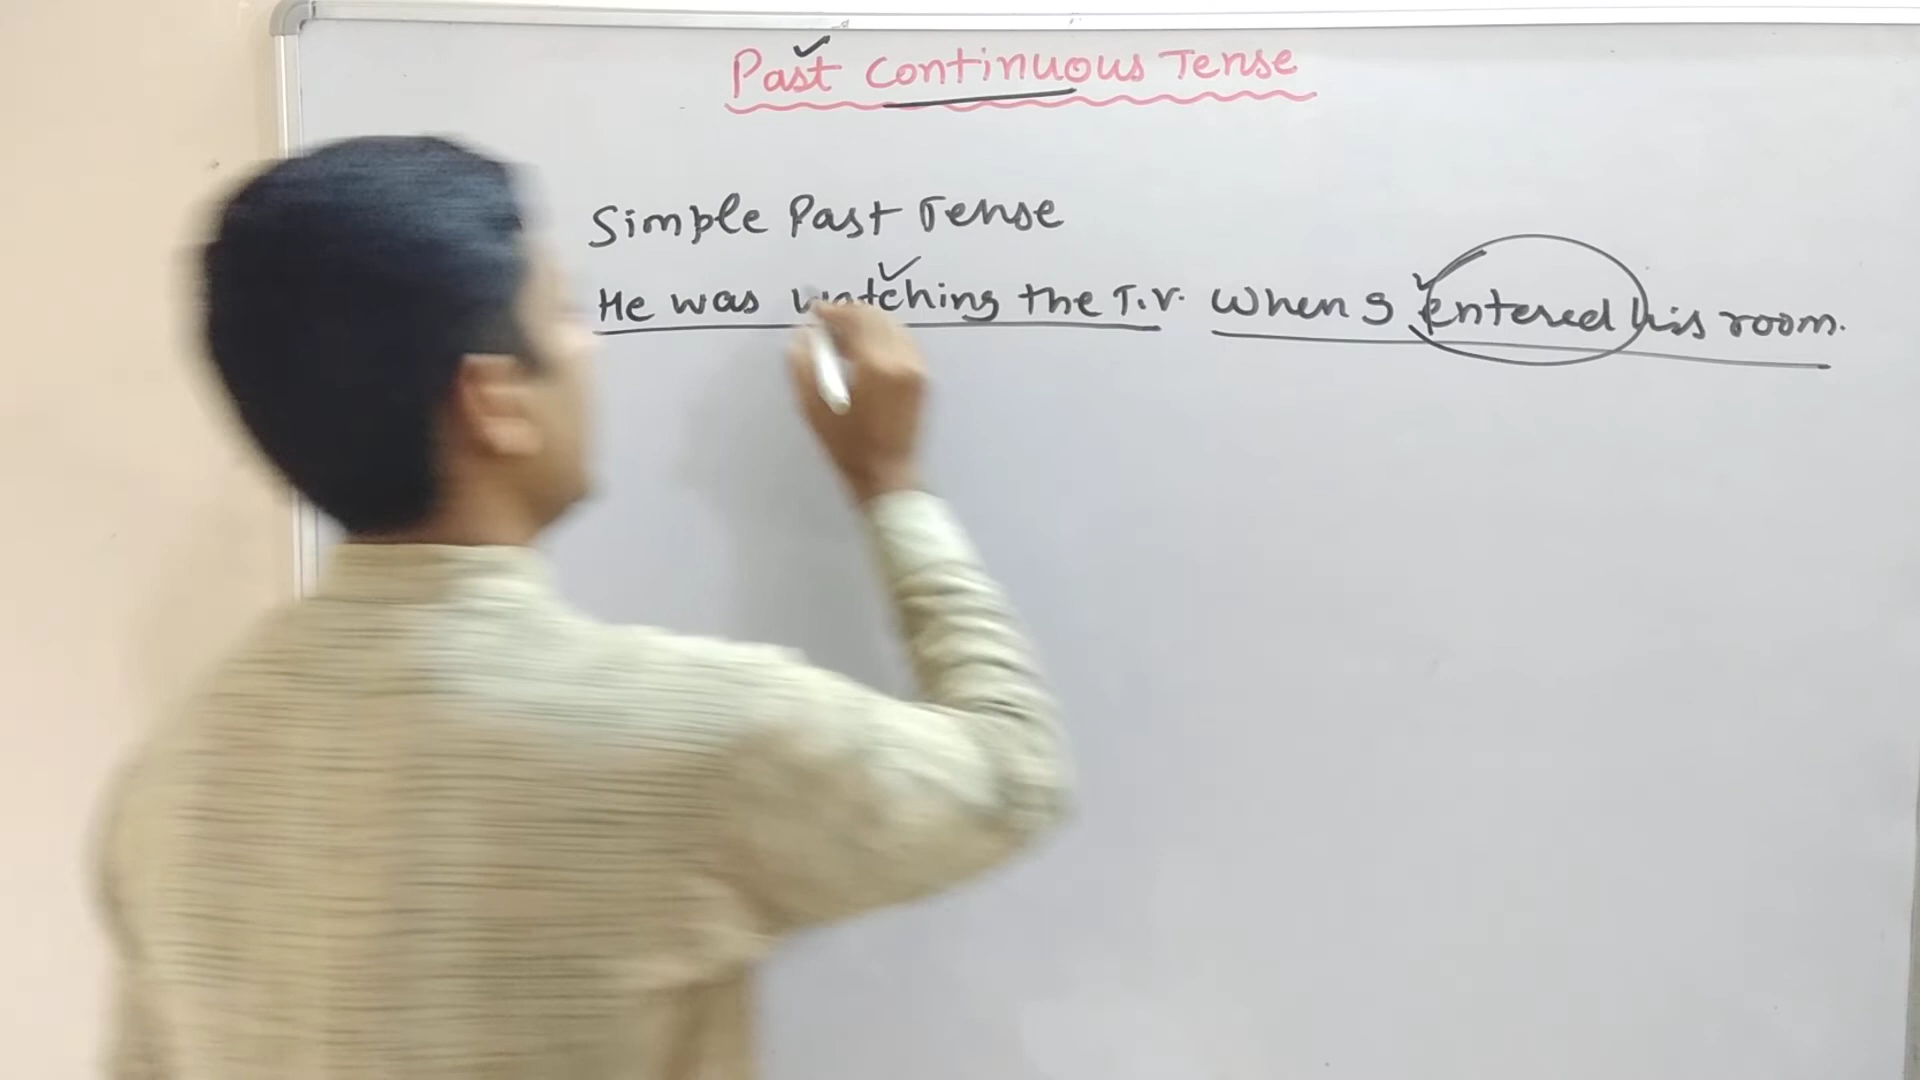 Past Continuous Tense
Simple Past Tense
He was watching the T.V. when I entered his room.